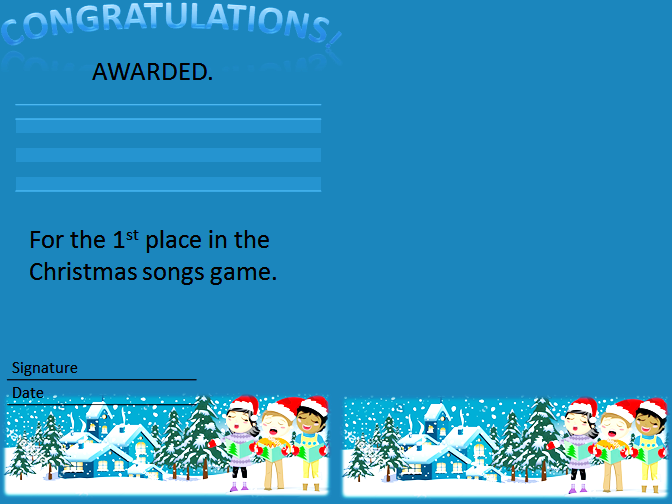 CONGRATULATIONS!
AWARDED.
For the 1st place in the
Christmas songs game.
Signature
Date